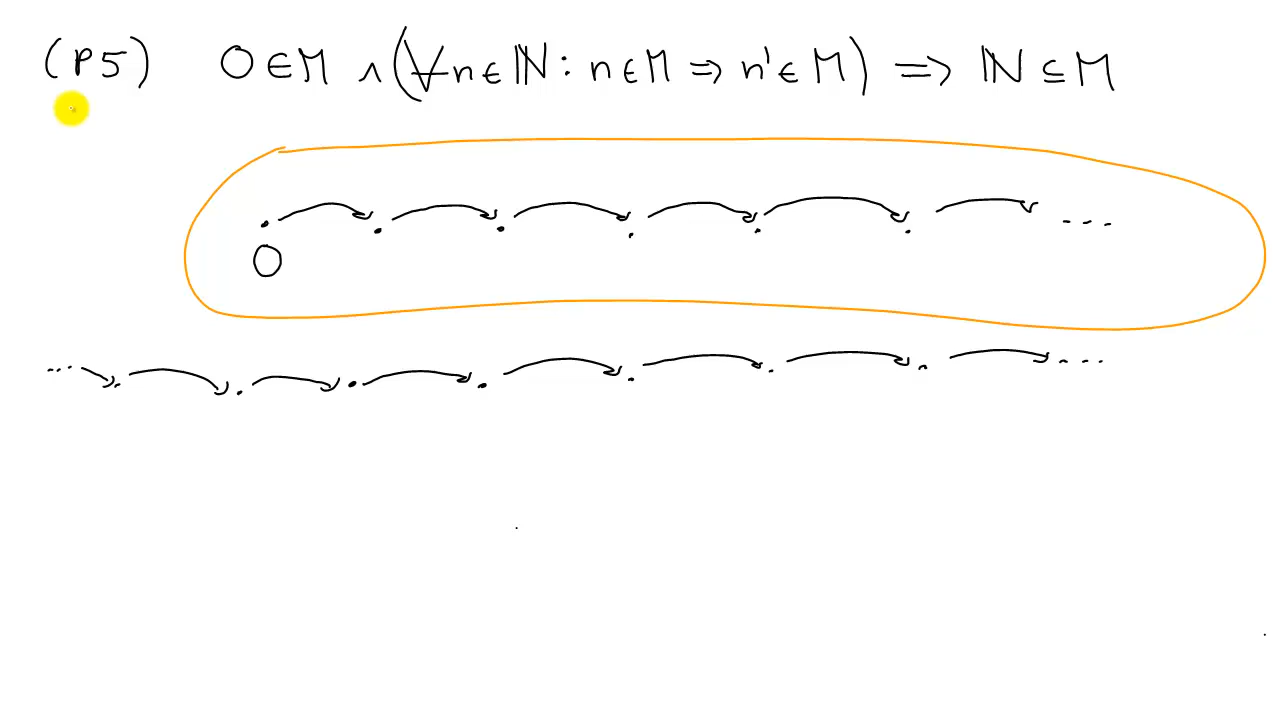 (P5) 0 ∈ M ∧ (∀n ∈ ℕ : n ∈ M ⇒ n' ∈ M) ⇒ ℕ ⊆ M
...
0
... ...